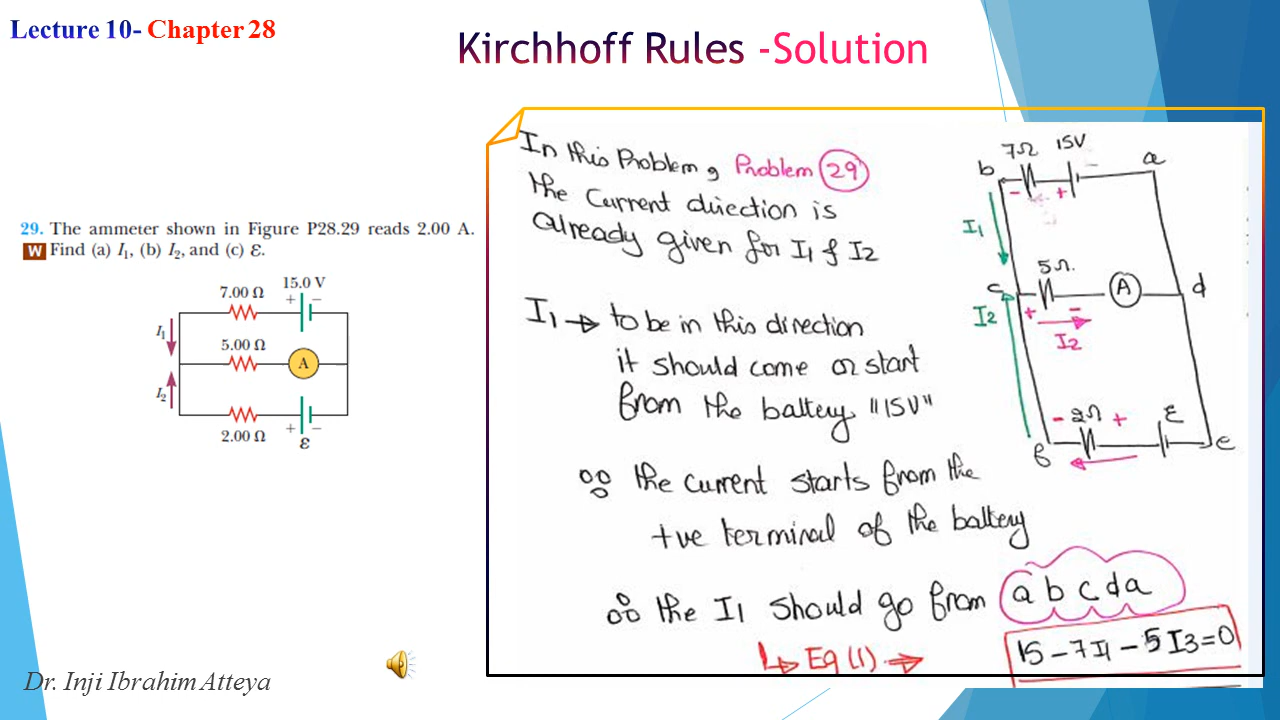 Lecture 10- Chapter 28
Kirchhoff Rules -Solution
29. The ammeter shown in Figure P28.29 reads 2.00 A.
W Find (a) I₁, (b) I₂, and (c) ℰ.
15.0 V
7.00 Ω
+ −
I₁
5.00 Ω
A
I₂
2.00 Ω
+ −
ℰ
In this Problem, Problem 29
the Current direction is
already given for I1 & I2
I1 → to be in this direction
it should come or start
from the battery "15V"
∴ the current starts from the
+ve terminal of the battery
∴ the I1 should go from a b c d a
↳ Eq (1) → 15 - 7I1 - 5I3 = 0
7Ω 15V
b a
- + −
I1
5Ω
c A d
I2 + -
I2
- 2Ω + ℰ
f e
Dr. Inji Ibrahim Atteya